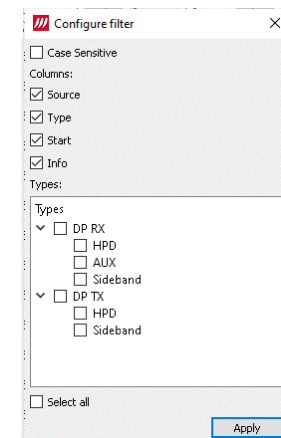 Configure filter
Case Sensitive
Columns:
Source
Type
Start
Info
Types:
Types
DP RX
HPD
AUX
Sideband
DP TX
HPD
Sideband
Select all
Apply